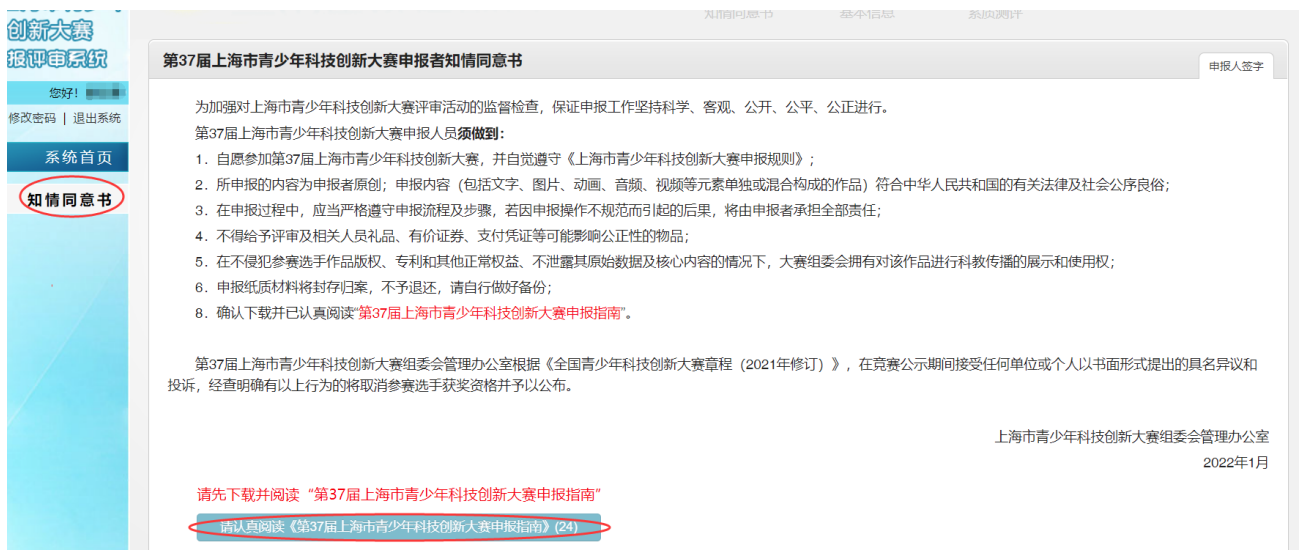 知情同意书 基本信息 素质测评
创新大赛
报评审系统
您好！
修改密码 | 退出系统
系统首页
知情同意书
第37届上海市青少年科技创新大赛申报者知情同意书
申报人签字
为加强对上海市青少年科技创新大赛评审活动的监督检查，保证申报工作坚持科学、客观、公开、公平、公正进行。
第37届上海市青少年科技创新大赛申报人员须做到：
1．自愿参加第37届上海市青少年科技创新大赛，并自觉遵守《上海市青少年科技创新大赛申报规则》；
2．所申报的内容为申报者原创；申报内容（包括文字、图片、动画、音频、视频等元素单独或混合构成的作品）符合中华人民共和国的有关法律及社会公序良俗；
3．在申报过程中，应当严格遵守申报流程及步骤，若因申报操作不规范而引起的后果，将由申报者承担全部责任；
4．不得给予评审及相关人员礼品、有价证券、支付凭证等可能影响公正性的物品；
5．在不侵犯参赛选手作品版权、专利和其他正常权益、不泄露其原始数据及核心内容的情况下，大赛组委会拥有对该作品进行科教传播的展示和使用权；
6．申报纸质材料将封存归案，不予退还，请自行做好备份；
8．确认下载并已认真阅读“第37届上海市青少年科技创新大赛申报指南”。
第37届上海市青少年科技创新大赛组委会管理办公室根据《全国青少年科技创新大赛章程（2021年修订）》，在竞赛公示期间接受任何单位或个人以书面形式提出的具名异议和
投诉，经查明确有以上行为的将取消参赛选手获奖资格并予以公布。
上海市青少年科技创新大赛组委会管理办公室
2022年1月
请先下载并阅读“第37届上海市青少年科技创新大赛申报指南”
请认真阅读《第37届上海市青少年科技创新大赛申报指南》(24)